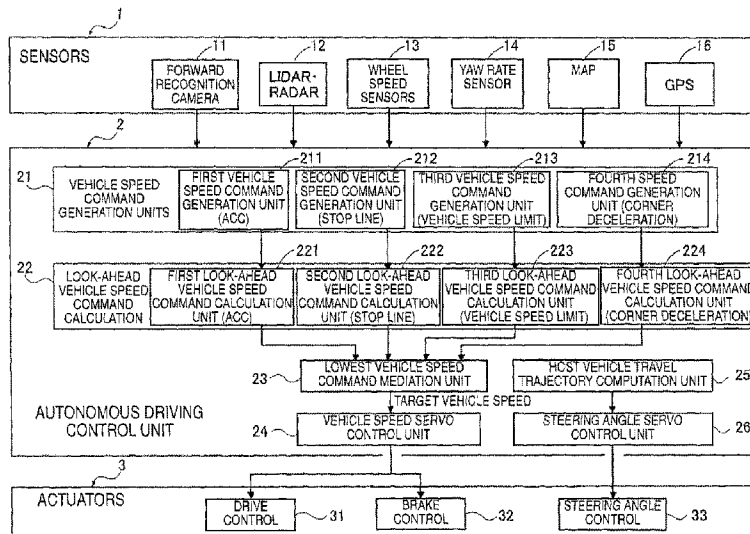 1
SENSORS
11
12
13
14
15
16
FORWARD
RECOGNITION
CAMERA
LIDAR-
RADAR
WHEEL
SPEED
SENSORS
YAW RATE
SENSOR
MAP
GPS
2
21
VEHICLE SPEED
COMMAND
GENERATION UNITS
211
FIRST VEHICLE
SPEED COMMAND
GENERATION UNIT
(ACC)
212
SECOND VEHICLE
SPEED COMMAND
GENERATION UNIT
(STOP LINE)
213
THIRD VEHICLE SPEED
COMMAND
GENERATION UNIT
(VEHICLE SPEED LIMIT)
214
FOURTH SPEED
COMMAND GENERATION
UNIT (CORNER
DECELERATION)
22
LOOK-AHEAD
VEHICLE SPEED
COMMAND
CALCULATION
221
FIRST LOOK-AHEAD
VEHICLE SPEED
COMMAND CALCULATION
UNIT (ACC)
222
SECOND LOOK-AHEAD
VEHICLE SPEED
COMMAND CALCULATION
UNIT (STOP LINE)
223
THIRD LOOK-AHEAD
VEHICLE SPEED COMMAND
CALCULATION UNIT
(VEHICLE SPEED LIMIT)
224
FOURTH LOOK-AHEAD
VEHICLE SPEED COMMAND
CALCULATION UNIT
(CORNER DECELERATION)
23
LOWEST VEHICLE SPEED
COMMAND MEDIATION UNIT
HOST VEHICLE TRAVEL
TRAJECTORY COMPUTATION UNIT
25
TARGET VEHICLE SPEED
AUTONOMOUS DRIVING
CONTROL UNIT
24
VEHICLE SPEED SERVO
CONTROL UNIT
STEERING ANGLE SERVO
CONTROL UNIT
26
3
ACTUATORS
DRIVE
CONTROL
31
BRAKE
CONTROL
32
STEERING ANGLE
CONTROL
33